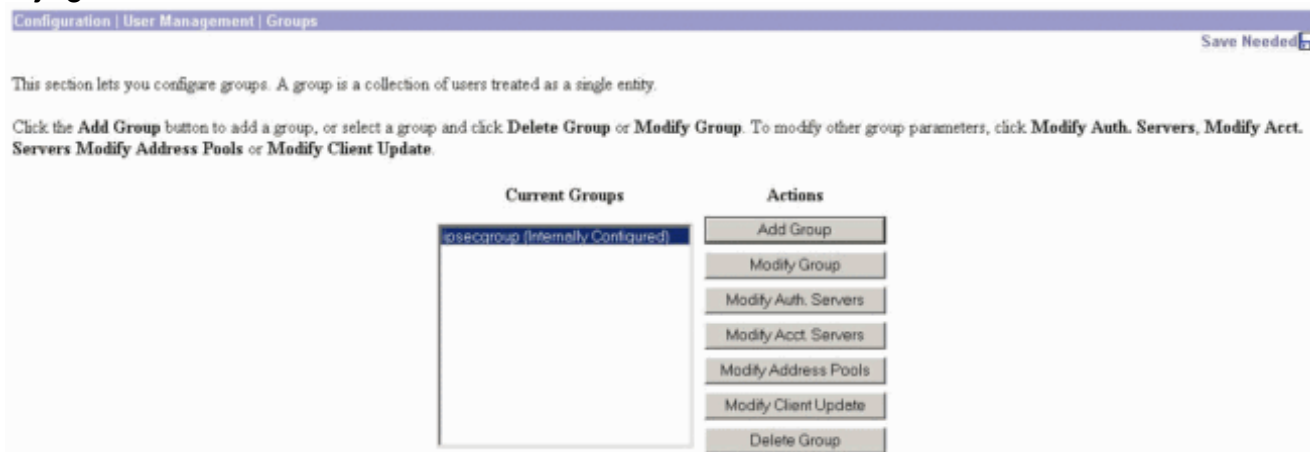 Configuration | User Management | Groups
Save Needed
This section lets you configure groups. A group is a collection of users treated as a single entity.
Click the Add Group button to add a group, or select a group and click Delete Group or Modify Group. To modify other group parameters, click Modify Auth. Servers, Modify Acct.
Servers Modify Address Pools or Modify Client Update.
Current Groups
Actions
ipsecgroup (Internally Configured)
Add Group
Modify Group
Modify Auth. Servers
Modify Acct. Servers
Modify Address Pools
Modify Client Update
Delete Group